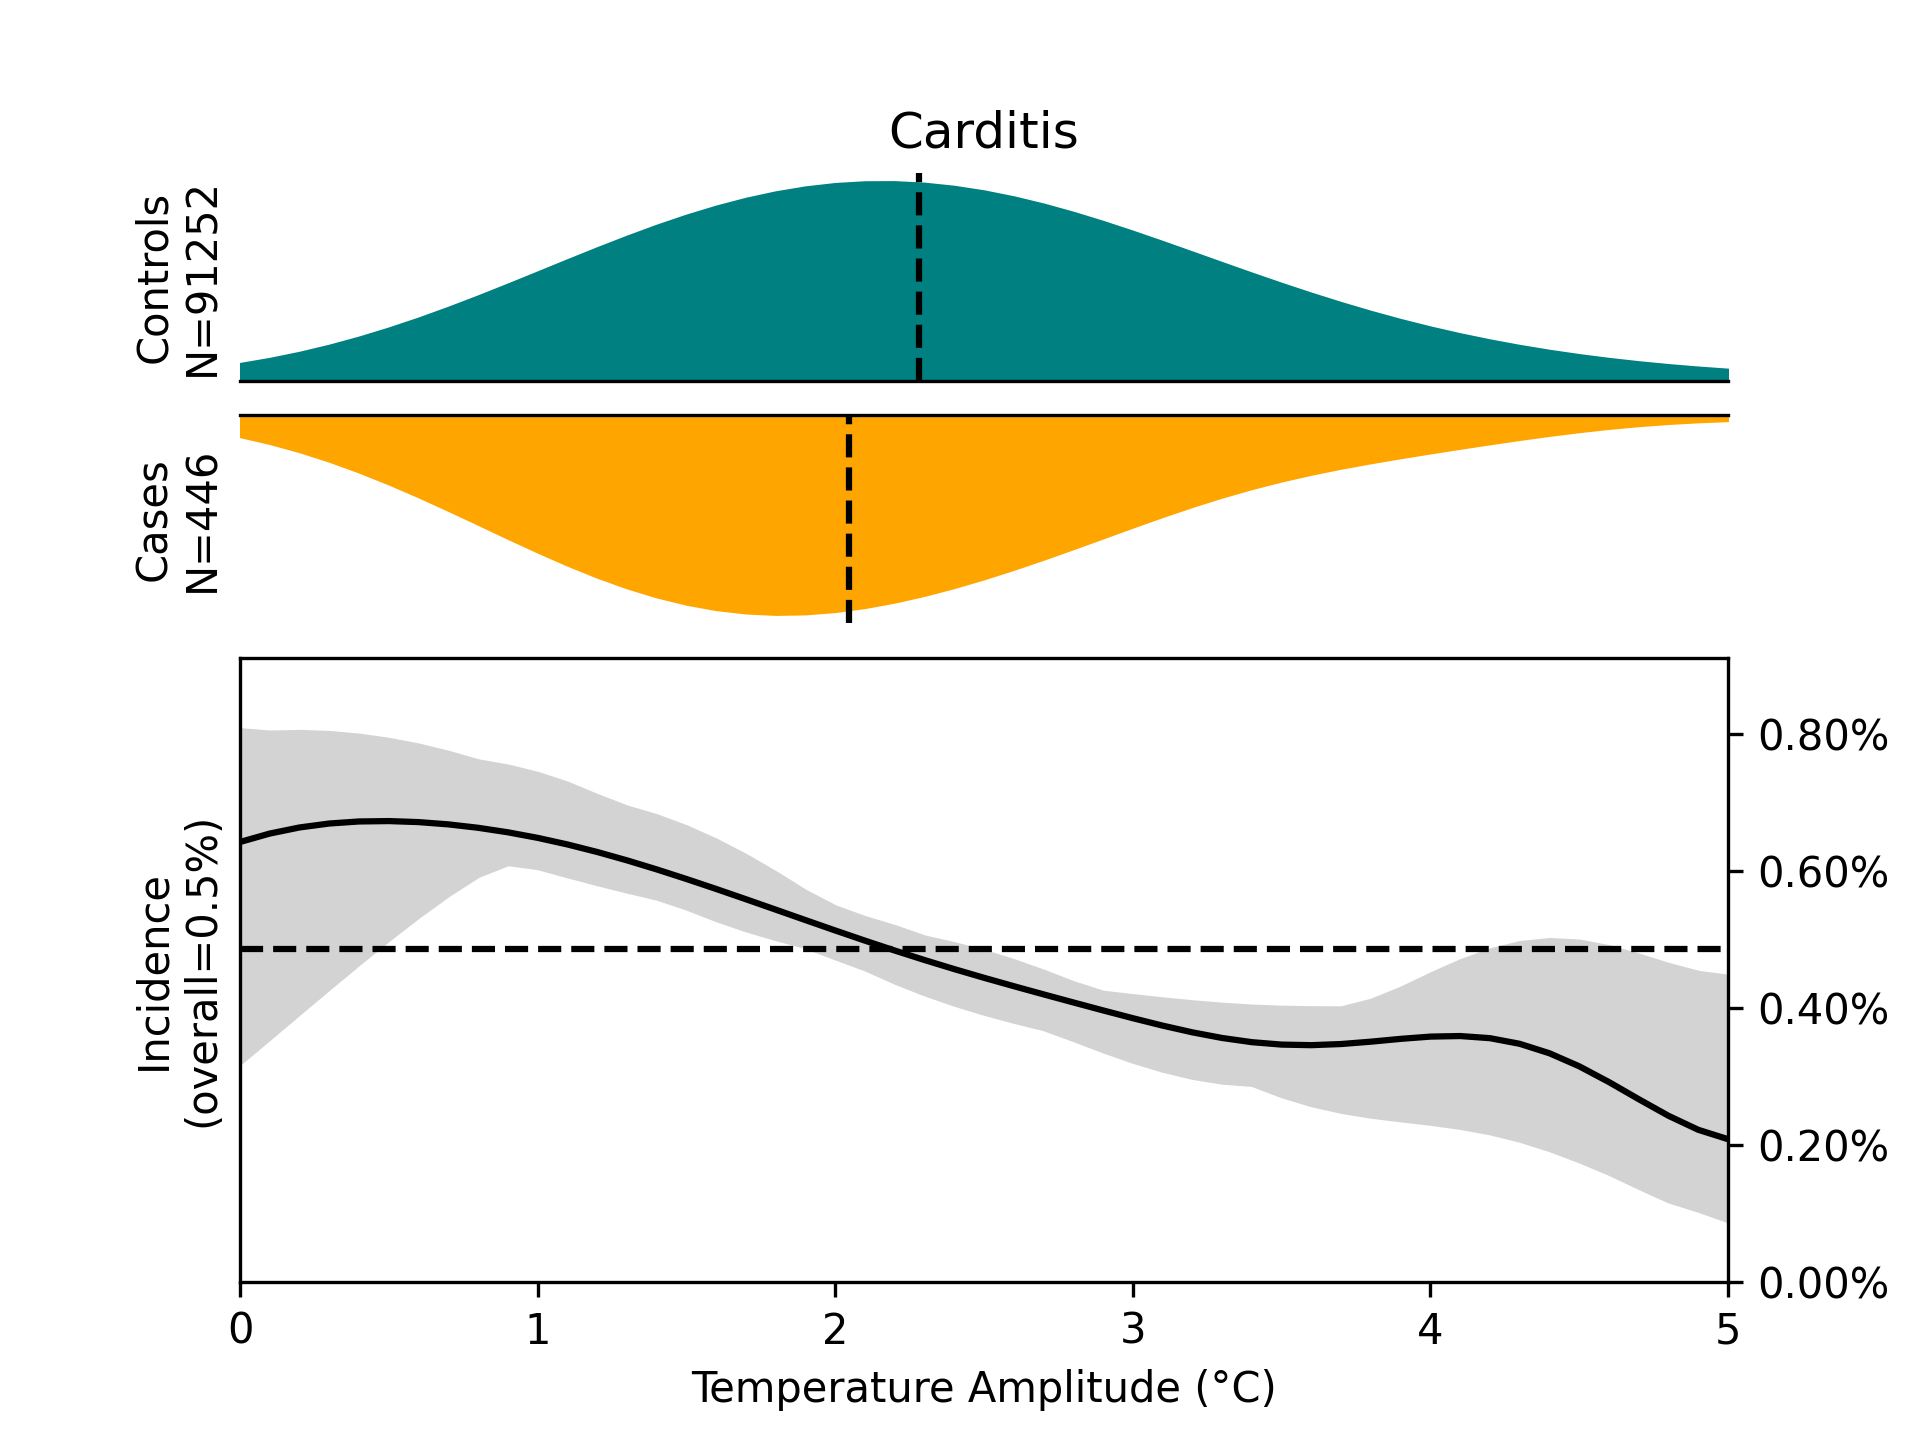 Carditis
Controls
N=91252
Cases
N=446
Incidence
(overall=0.5%)
0.80%
0.60%
0.40%
0.20%
0.00%
0 1 2 3 4 5
Temperature Amplitude (°C)